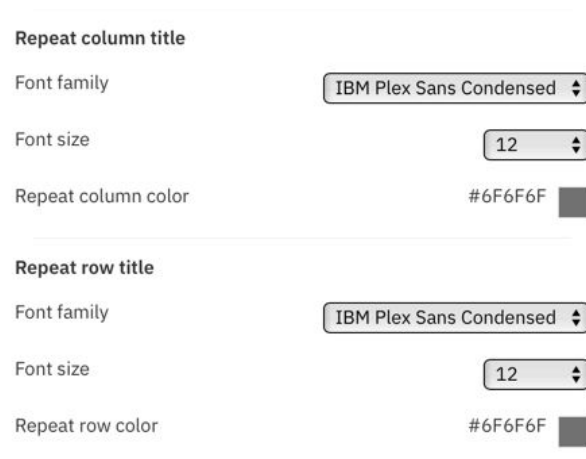 Repeat column title
Font family IBM Plex Sans Condensed
Font size 12
Repeat column color #6F6F6F
Repeat row title
Font family IBM Plex Sans Condensed
Font size 12
Repeat row color #6F6F6F